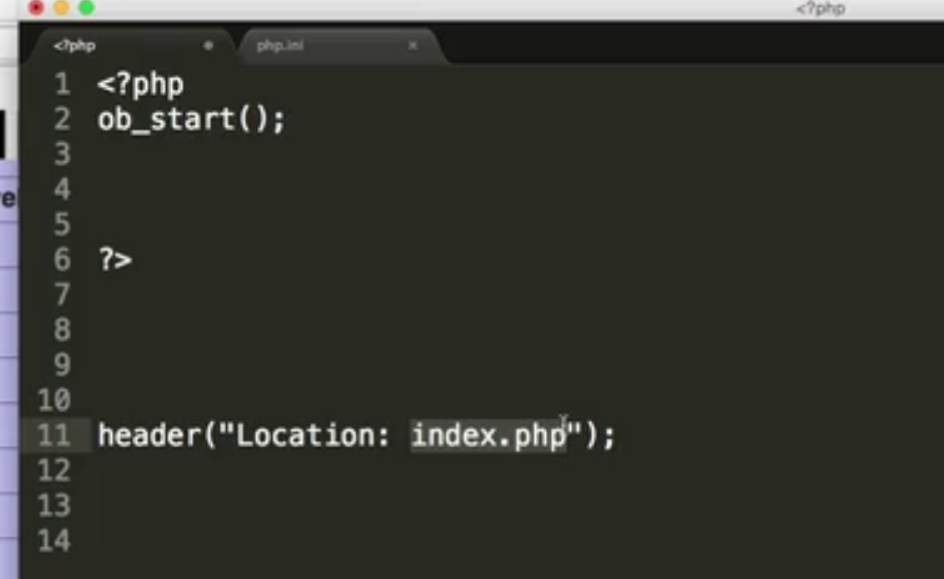 <?php
<?php
php.ini
1 <?php
2 ob_start();
3
4
5
6 ?>
7
8
9
10
11 header("Location: index.php");
12
13
14